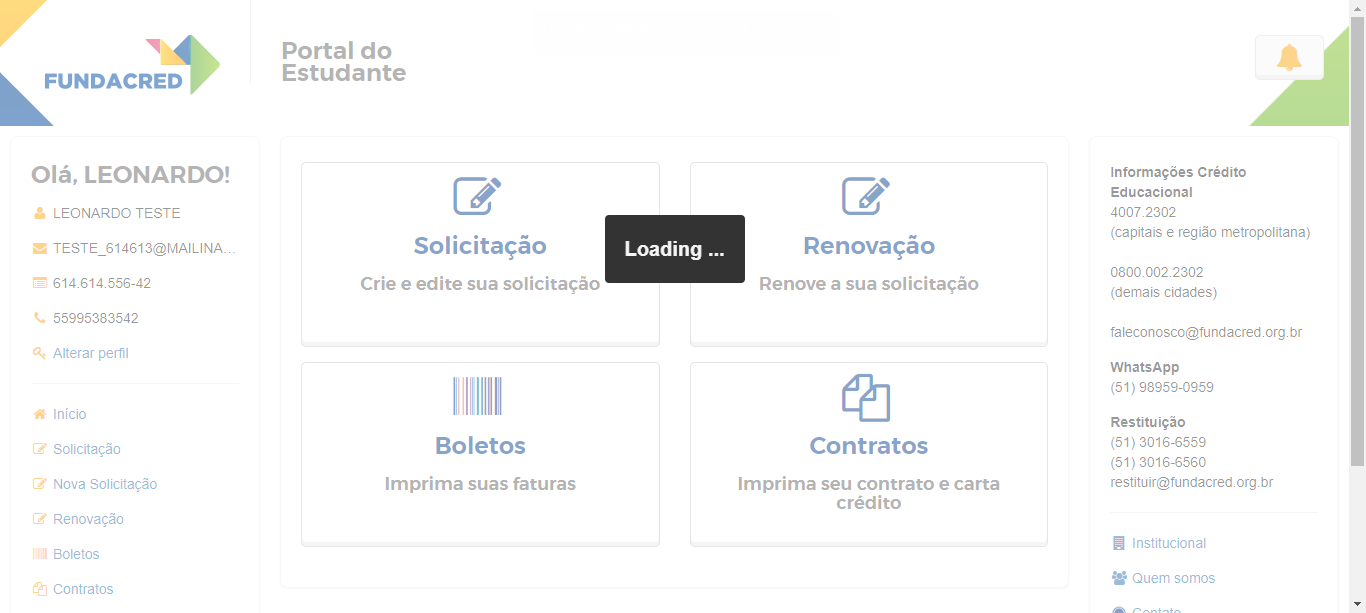 FUNDACRED
Portal do
Estudante
Olá, LEONARDO!
LEONARDO TESTE
TESTE_614613@MAILINA...
614.614.556-42
55995383542
Alterar perfil
Início
Solicitação
Nova Solicitação
Renovação
Boletos
Contratos
Solicitação
Crie e edite sua solicitação
Loading ...
Renovação
Renove a sua solicitação
Boletos
Imprima suas faturas
Contratos
Imprima seu contrato e carta
crédito
Informações Crédito
Educacional
4007.2302
(capitais e região metropolitana)
0800.002.2302
(demais cidades)
faleconosco@fundacred.org.br
WhatsApp
(51) 98959-0959
Restituição
(51) 3016-6559
(51) 3016-6560
restituir@fundacred.org.br
Institucional
Quem somos
Contato